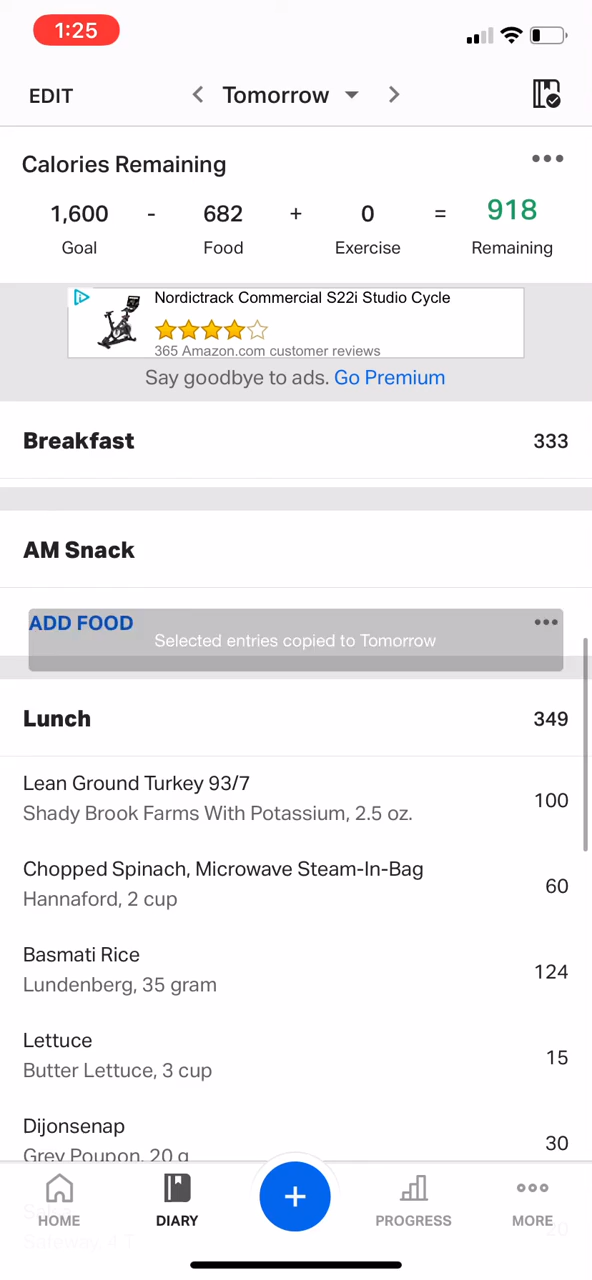 1:25
EDIT
Tomorrow
Calories Remaining
1,600 - 682 + 0 = 918
Goal Food Exercise Remaining
Nordictrack Commercial S22i Studio Cycle
365 Amazon.com customer reviews
Say goodbye to ads. Go Premium
Breakfast 333
AM Snack
ADD FOOD
Selected entries copied to Tomorrow
Lunch 349
Lean Ground Turkey 93/7
Shady Brook Farms With Potassium, 2.5 oz.
100
Chopped Spinach, Microwave Steam-In-Bag
Hannaford, 2 cup
60
Basmati Rice
Lundenberg, 35 gram
124
Lettuce
Butter Lettuce, 3 cup
15
Dijonsenap
Grey Poupon, 20 g
30
20
HOME DIARY PROGRESS MORE